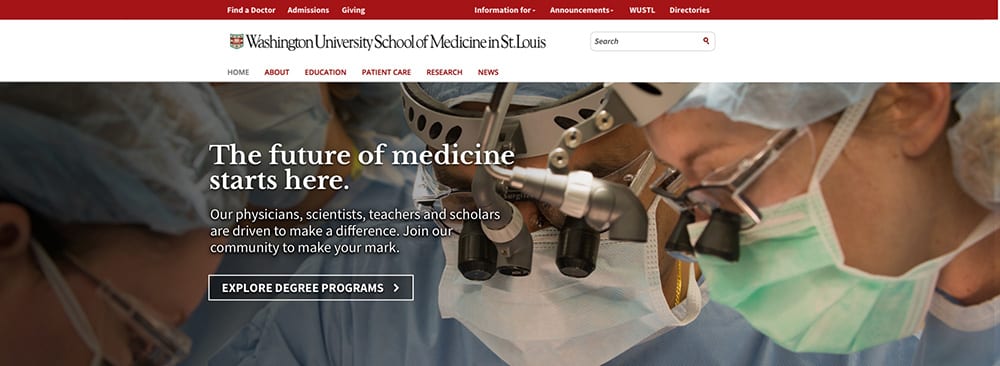 Find a Doctor Admissions Giving Information for Announcements WUSTL Directories
Washington University School of Medicine in St. Louis
Search
HOME ABOUT EDUCATION PATIENT CARE RESEARCH NEWS
The future of medicine
starts here.
Our physicians, scientists, teachers and scholars
are driven to make a difference. Join our
community to make your mark.
EXPLORE DEGREE PROGRAMS